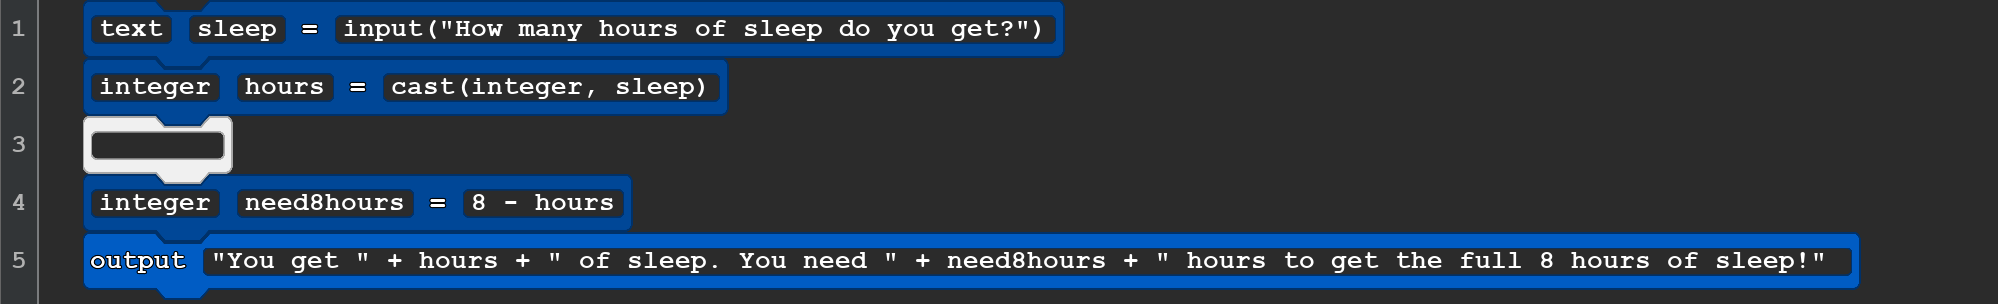 1 text sleep = input("How many hours of sleep do you get?")
2 integer hours = cast(integer, sleep)
3
4 integer need8hours = 8 - hours
5 output "You get " + hours + " of sleep. You need " + need8hours + " hours to get the full 8 hours of sleep!"